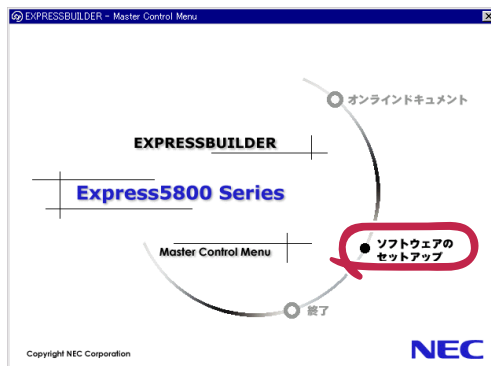 EXPRESSBUILDER - Master Control Menu
オンラインドキュメント
EXPRESSBUILDER
Express5800 Series
Master Control Menu
ソフトウェアの
セットアップ
終了
Copyright NEC Corporation
NEC